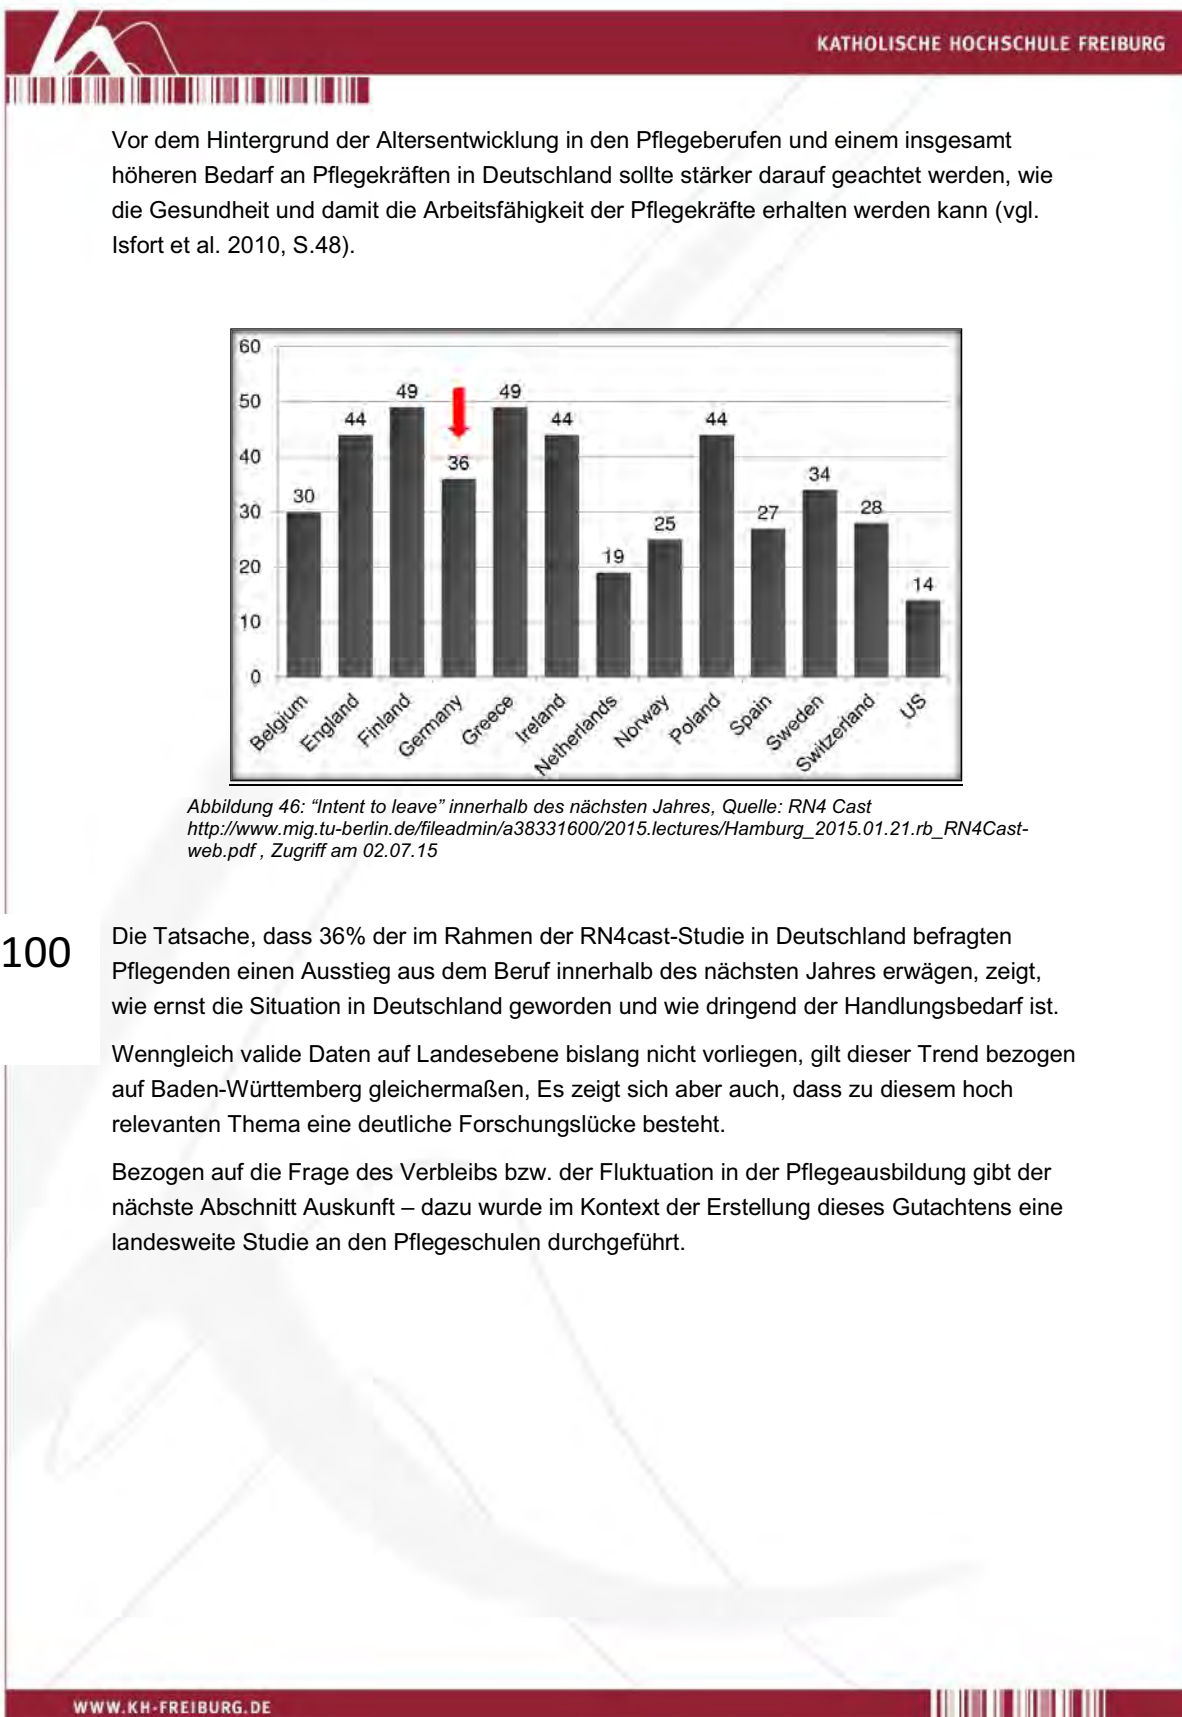 KATHOLISCHE HOCHSCHULE FREIBURG
Vor dem Hintergrund der Altersentwicklung in den Pflegeberufen und einem insgesamt
höheren Bedarf an Pflegekräften in Deutschland sollte stärker darauf geachtet werden, wie
die Gesundheit und damit die Arbeitsfähigkeit der Pflegekräfte erhalten werden kann (vgl.
Isfort et al. 2010, S.48).
60
50
40
30
20
10
0
30
44
49
36
49
44
19
25
44
27
34
28
14
Belgium
England
Finland
Germany
Greece
Ireland
Netherlands
Norway
Poland
Spain
Sweden
Switzerland
US
Abbildung 46: “Intent to leave” innerhalb des nächsten Jahres, Quelle: RN4 Cast
http://www.mig.tu-berlin.de/fileadmin/a38331600/2015.lectures/Hamburg_2015.01.21.rb_RN4Cast-
web.pdf , Zugriff am 02.07.15
100
Die Tatsache, dass 36% der im Rahmen der RN4cast-Studie in Deutschland befragten
Pflegenden einen Ausstieg aus dem Beruf innerhalb des nächsten Jahres erwägen, zeigt,
wie ernst die Situation in Deutschland geworden und wie dringend der Handlungsbedarf ist.
Wenngleich valide Daten auf Landesebene bislang nicht vorliegen, gilt dieser Trend bezogen
auf Baden-Württemberg gleichermaßen, Es zeigt sich aber auch, dass zu diesem hoch
relevanten Thema eine deutliche Forschungslücke besteht.
Bezogen auf die Frage des Verbleibs bzw. der Fluktuation in der Pflegeausbildung gibt der
nächste Abschnitt Auskunft – dazu wurde im Kontext der Erstellung dieses Gutachtens eine
landesweite Studie an den Pflegeschulen durchgeführt.
WWW.KH-FREIBURG.DE